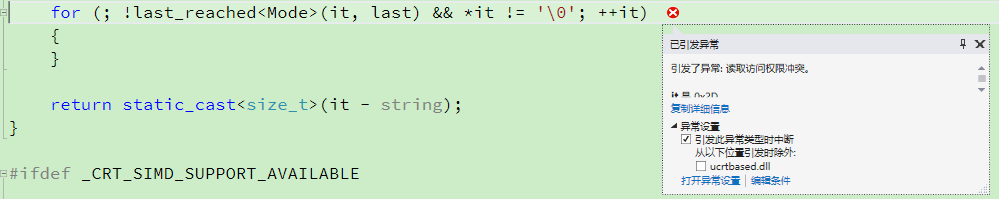 for (; !last_reached<Mode>(it, last) && *it != '\0'; ++it)
{
}
return static_cast<size_t>(it - string);
}
#ifdef _CRT_SIMD_SUPPORT_AVAILABLE
已引发异常
引发了异常: 读取访问权限冲突。
it 是 0x2D
复制详细信息
异常设置
引发此异常类型时中断
从以下位置引发时除外:
ucrtbased.dll
打开异常设置 | 编辑条件